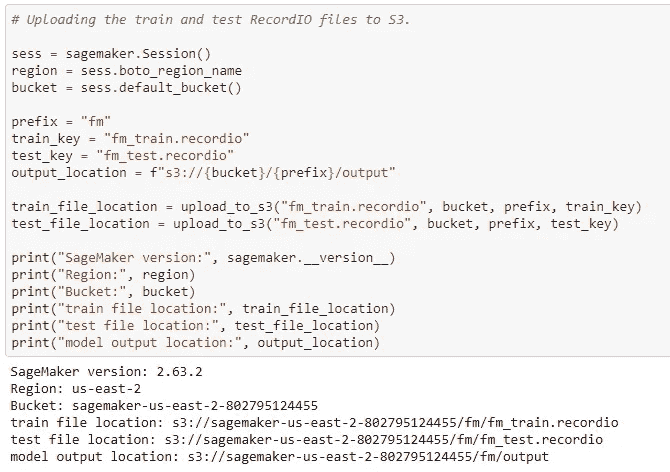 # Uploading the train and test RecordIO files to S3.
sess = sagemaker.Session()
region = sess.boto_region_name
bucket = sess.default_bucket()
prefix = "fm"
train_key = "fm_train.recordio"
test_key = "fm_test.recordio"
output_location = f"s3://{bucket}/{prefix}/output"
train_file_location = upload_to_s3("fm_train.recordio", bucket, prefix, train_key)
test_file_location = upload_to_s3("fm_test.recordio", bucket, prefix, test_key)
print("SageMaker version:", sagemaker.__version__)
print("Region:", region)
print("Bucket:", bucket)
print("train file location:", train_file_location)
print("test file location:", test_file_location)
print("model output location:", output_location)
SageMaker version: 2.63.2
Region: us-east-2
Bucket: sagemaker-us-east-2-802795124455
train file location: s3://sagemaker-us-east-2-802795124455/fm/fm_train.recordio
test file location: s3://sagemaker-us-east-2-802795124455/fm/fm_test.recordio
model output location: s3://sagemaker-us-east-2-802795124455/fm/output